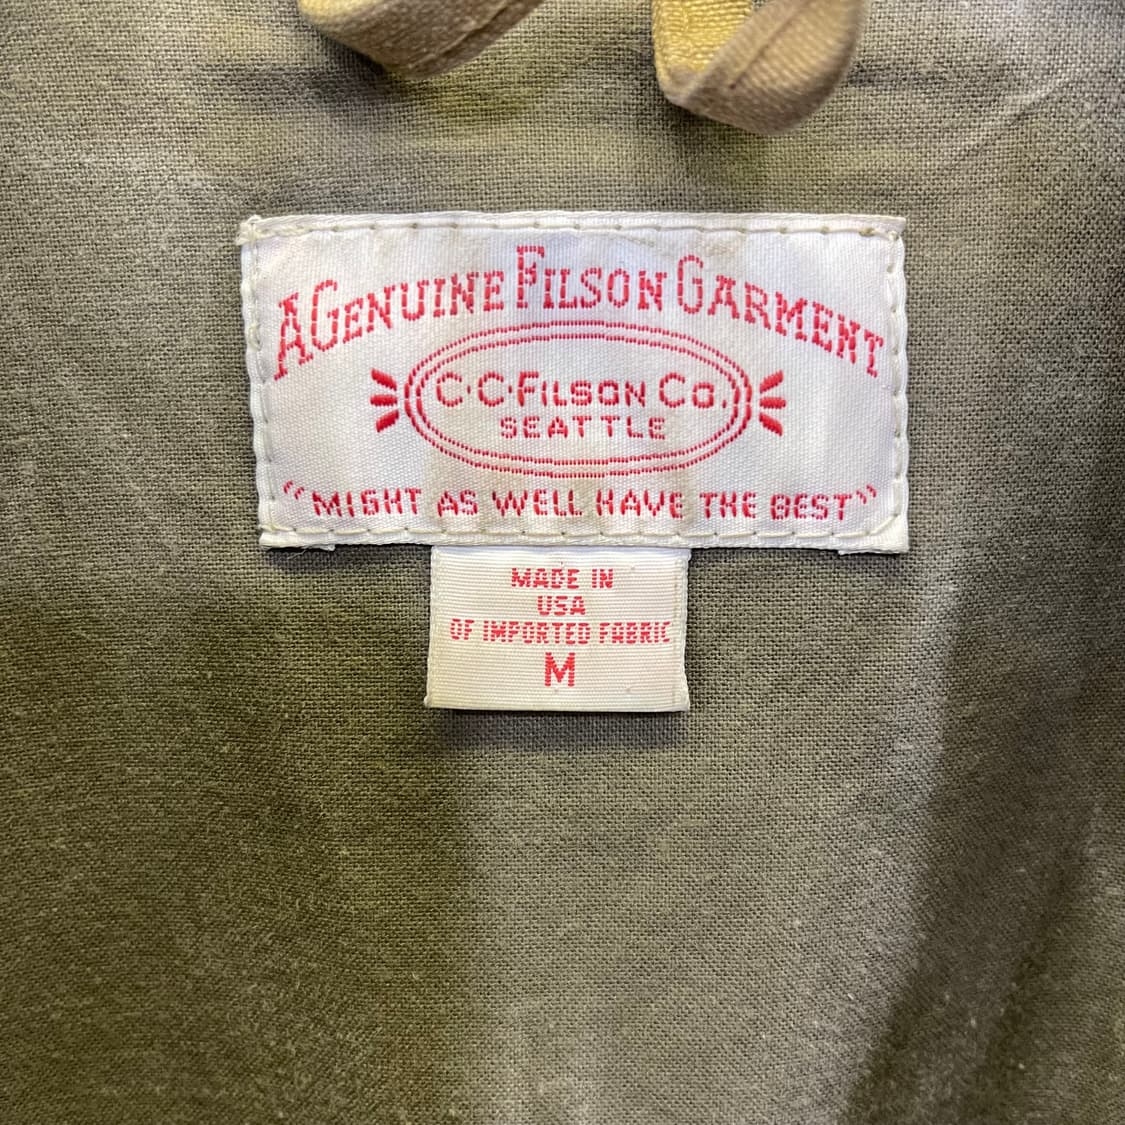 A GENUINE FILSON GARMENT
C·C·FILSON CO.
SEATTLE
"MIGHT AS WELL HAVE THE BEST"
MADE IN
USA
OF IMPORTED FABRIC
M